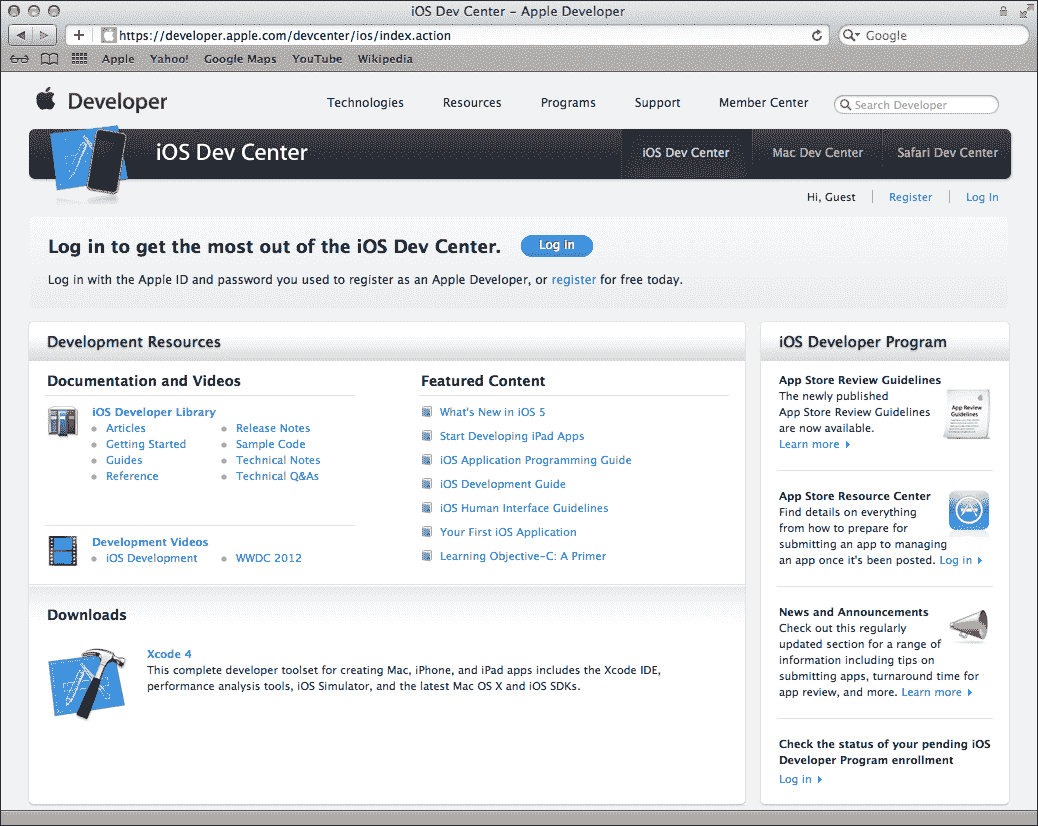 iOS Dev Center – Apple Developer
https://developer.apple.com/devcenter/ios/index.action
Google
Apple Yahoo! Google Maps YouTube Wikipedia
Developer
Technologies Resources Programs Support Member Center
Search Developer
iOS Dev Center
iOS Dev Center Mac Dev Center Safari Dev Center
Hi, Guest Register Log In
Log in to get the most out of the iOS Dev Center.
Log in
Log in with the Apple ID and password you used to register as an Apple Developer, or register for free today.
Development Resources
Documentation and Videos
iOS Developer Library
Articles
Getting Started
Guides
Reference
Release Notes
Sample Code
Technical Notes
Technical Q&As
Development Videos
iOS Development
WWDC 2012
Featured Content
What's New in iOS 5
Start Developing iPad Apps
iOS Application Programming Guide
iOS Development Guide
iOS Human Interface Guidelines
Your First iOS Application
Learning Objective-C: A Primer
Downloads
Xcode 4
This complete developer toolset for creating Mac, iPhone, and iPad apps includes the Xcode IDE,
performance analysis tools, iOS Simulator, and the latest Mac OS X and iOS SDKs.
iOS Developer Program
App Store Review Guidelines
The newly published
App Store Review Guidelines
are now available.
Learn more
App Review
Guidelines
App Store Resource Center
Find details on everything
from how to prepare for
submitting an app to managing
an app once it's been posted. Log in
News and Announcements
Check out this regularly
updated section for a range of
information including tips on
submitting apps, turnaround time for
app review, and more. Learn more
Check the status of your pending iOS
Developer Program enrollment
Log in